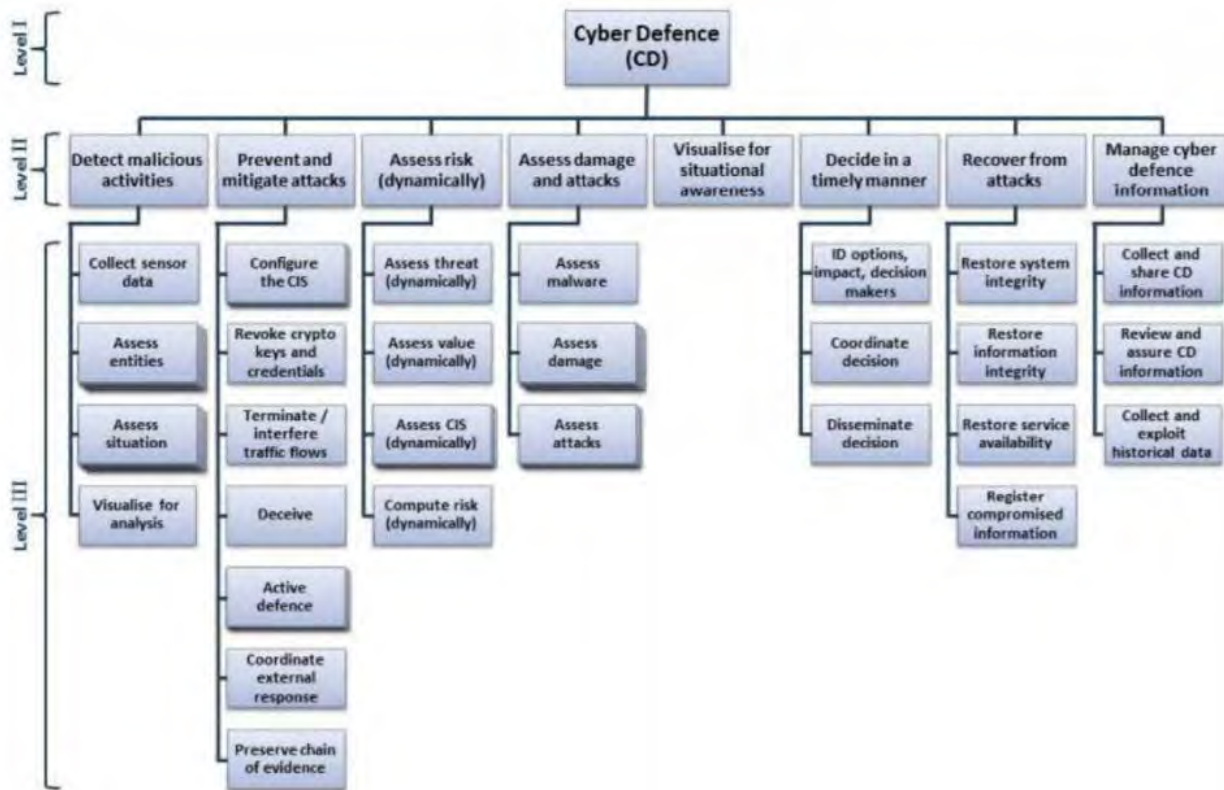 Level I
Cyber Defence
(CD)
Level II
Detect malicious
activities
Prevent and
mitigate attacks
Assess risk
(dynamically)
Assess damage
and attacks
Visualise for
situational
awareness
Decide in a
timely manner
Recover from
attacks
Manage cyber
defence
information
Level III
Collect sensor
data
Assess
entities
Assess
situation
Visualise for
analysis
Configure
the CIS
Revoke crypto
keys and
credentials
Terminate /
interfere
traffic flows
Deceive
Active
defence
Coordinate
external
response
Preserve chain
of evidence
Assess threat
(dynamically)
Assess value
(dynamically)
Assess CIS
(dynamically)
Compute risk
(dynamically)
Assess
malware
Assess
damage
Assess
attacks
ID options,
impact, decision
makers
Coordinate
decision
Disseminate
decision
Restore system
integrity
Restore
information
integrity
Restore service
availability
Register
compromised
information
Collect and
share CD
information
Review and
assure CD
information
Collect and
exploit
historical data